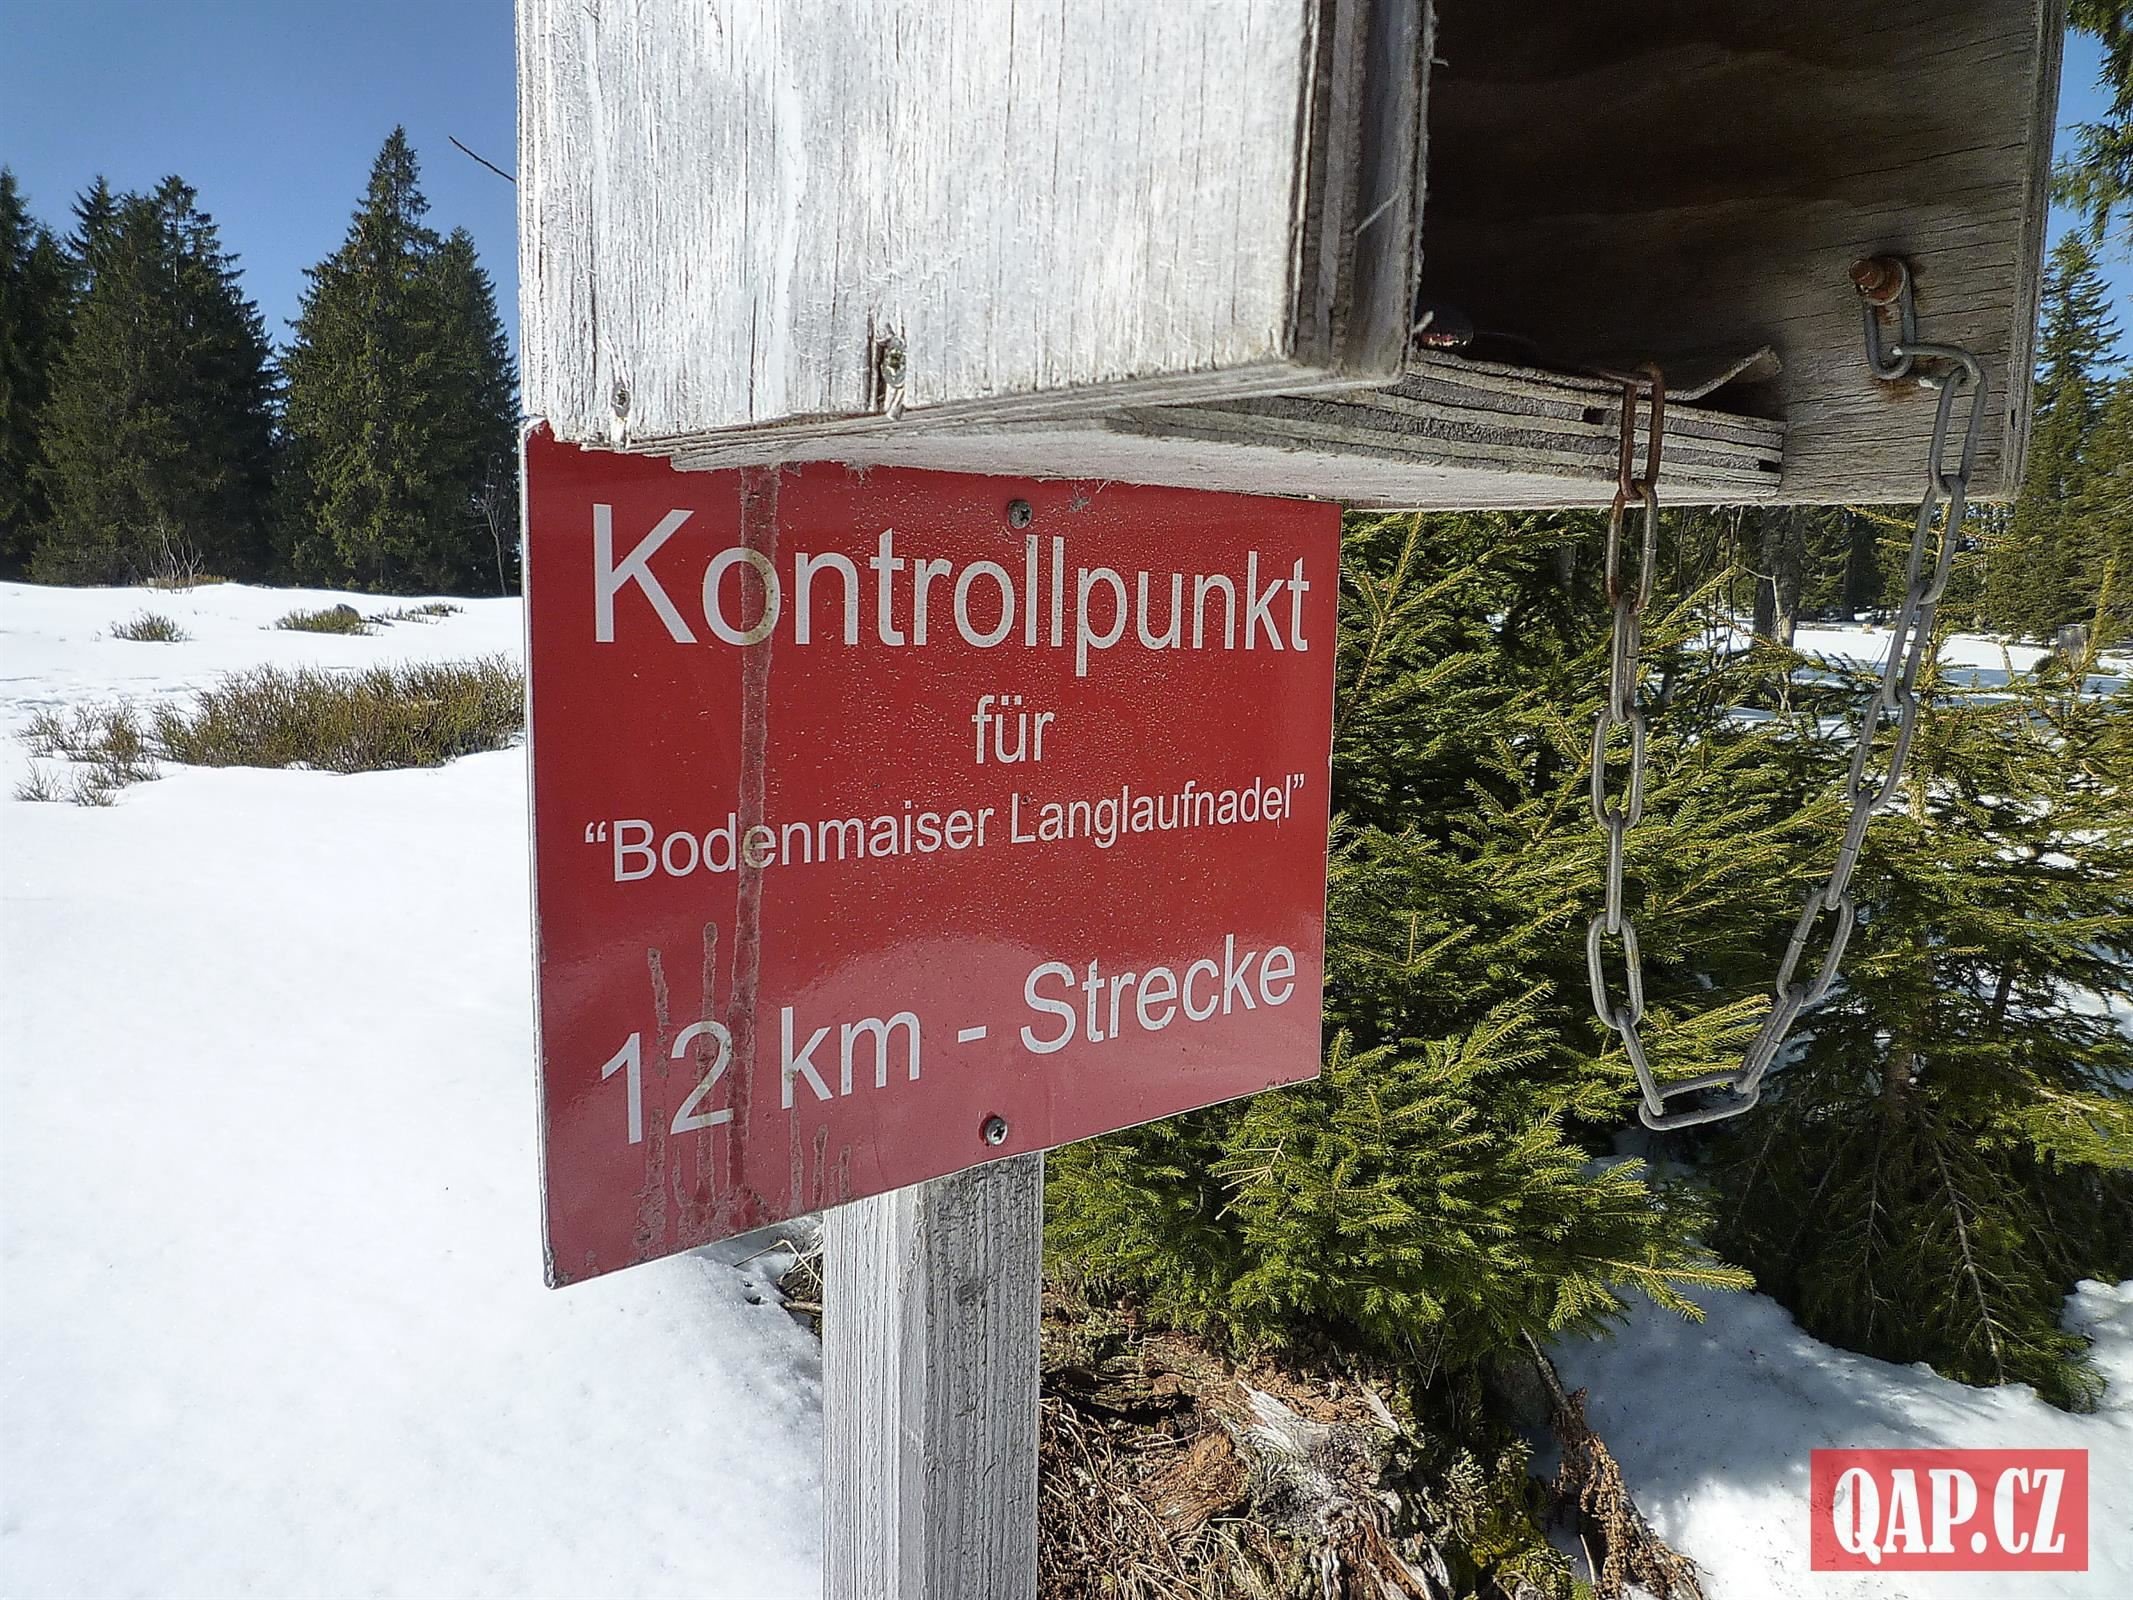 Kontrollpunkt
für
“Bodenmaiser Langlaufnadel”
12 km - Strecke
QAP.CZ